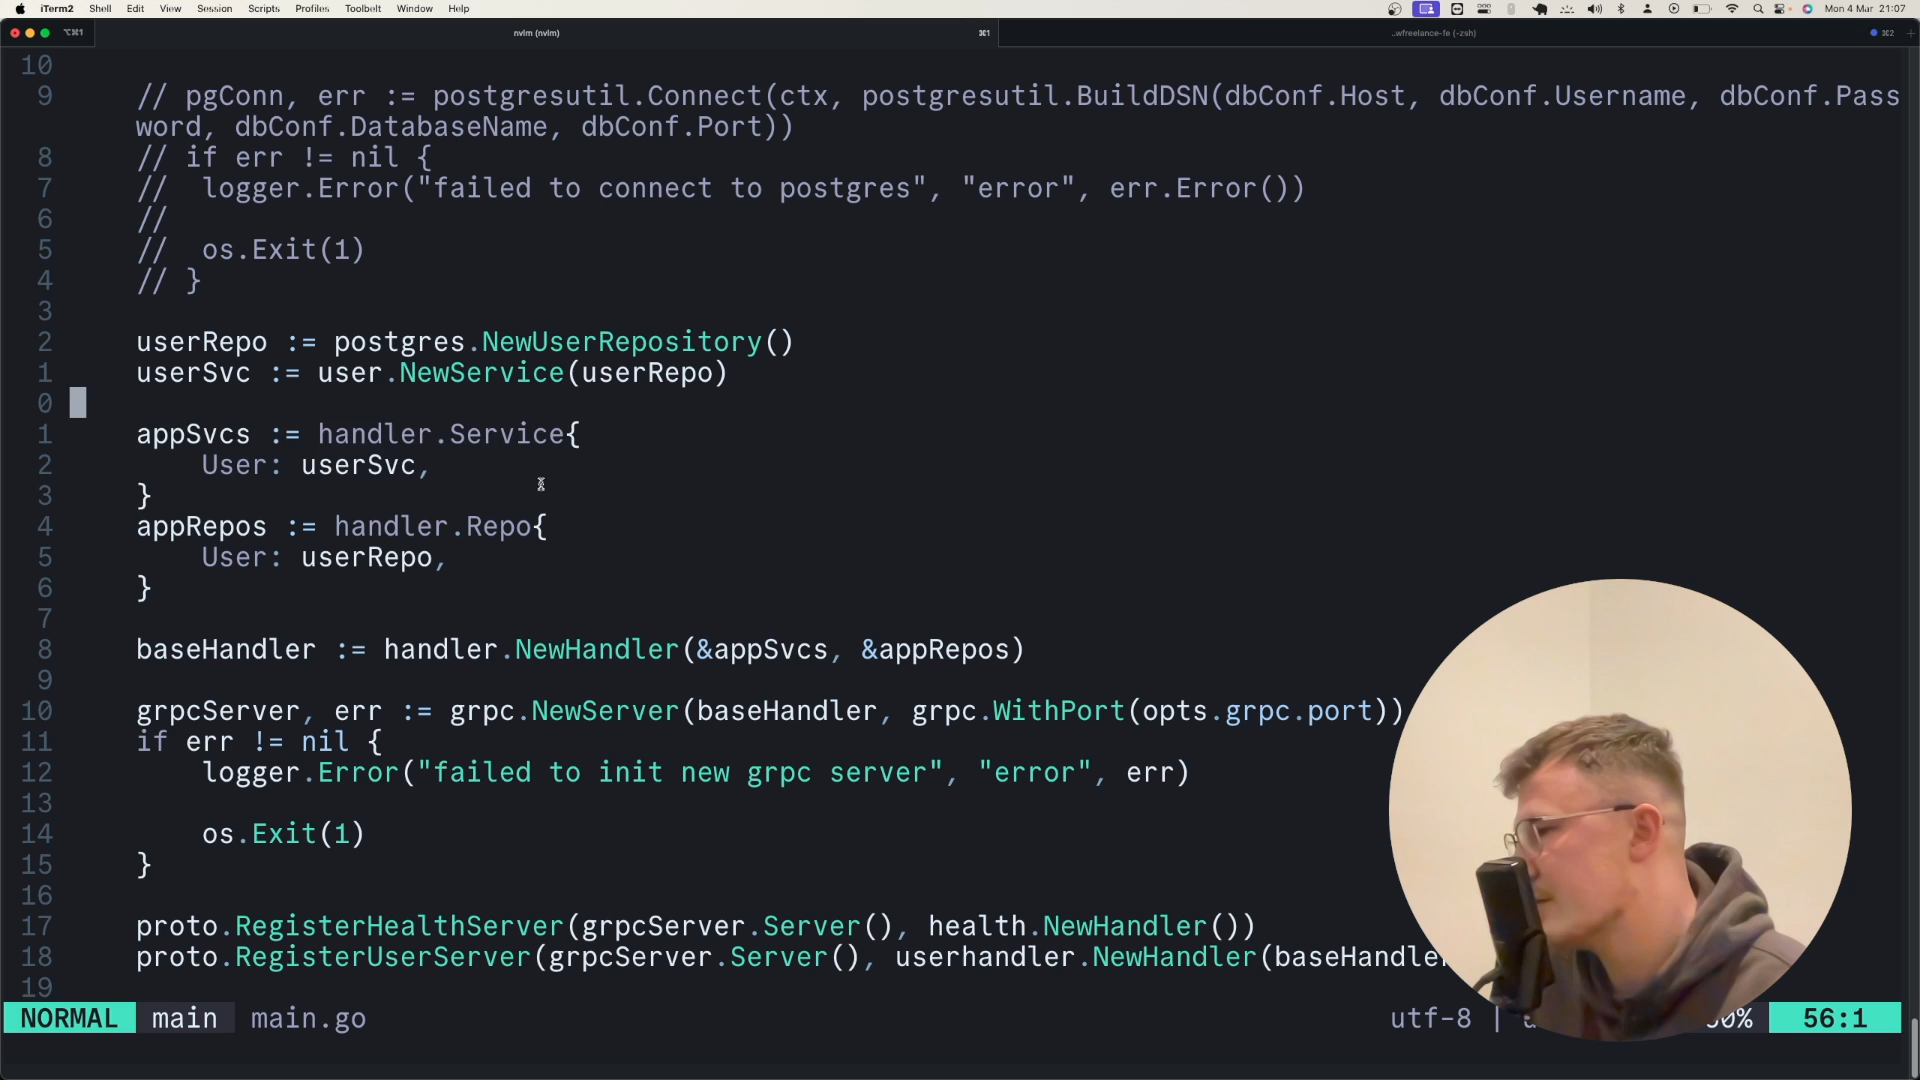 iTerm2 Shell Edit View Session Scripts Profiles Toolbelt Window Help Mon 4 Mar 21:07
⌥⌘1 nvim (nvim) ⌘1 ..wfreelance-fe (-zsh) ⌘2 +
10
9 // pgConn, err := postgresutil.Connect(ctx, postgresutil.BuildDSN(dbConf.Host, dbConf.Username, dbConf.Pass
word, dbConf.DatabaseName, dbConf.Port))
8 // if err != nil {
7 // logger.Error("failed to connect to postgres", "error", err.Error())
6 //
5 // os.Exit(1)
4 // }
3
2 userRepo := postgres.NewUserRepository()
1 userSvc := user.NewService(userRepo)
0
1 appSvcs := handler.Service{
2 User: userSvc,
3 }
4 appRepos := handler.Repo{
5 User: userRepo,
6 }
7
8 baseHandler := handler.NewHandler(&appSvcs, &appRepos)
9
10 grpcServer, err := grpc.NewServer(baseHandler, grpc.WithPort(opts.grpc.port))
11 if err != nil {
12 logger.Error("failed to init new grpc server", "error", err)
13
14 os.Exit(1)
15 }
16
17 proto.RegisterHealthServer(grpcServer.Server(), health.NewHandler())
18 proto.RegisterUserServer(grpcServer.Server(), userhandler.NewHandler(baseHandle
19
NORMAL main main.go utf-8 | 56:1